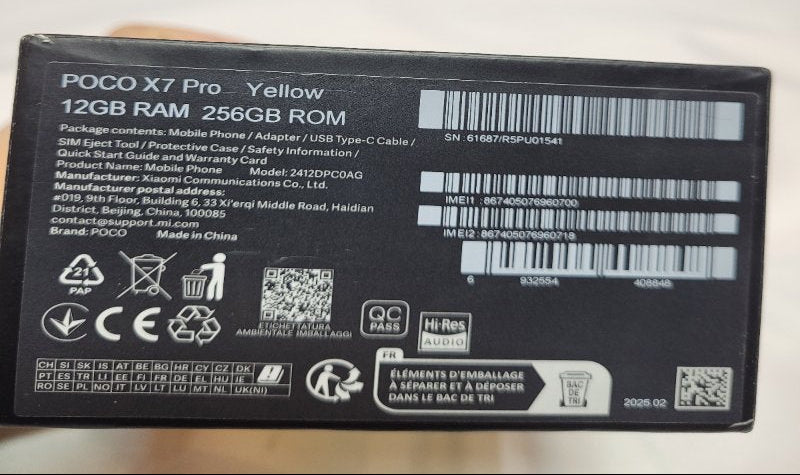 POCO X7 Pro Yellow
12GB RAM 256GB ROM
Package contents: Mobile Phone / Adapter / USB Type-C Cable /
SIM Eject Tool / Protective Case / Safety Information /
Quick Start Guide and Warranty Card
Product Name: Mobile Phone Model: 2412DPC0AG
Manufacturer: Xiaomi Communications Co., Ltd.
Manufacturer postal address:
#019, 9th Floor, Building 6, 33 Xi'erqi Middle Road, Haidian
District, Beijing, China, 100085
contact@support.mi.com
Brand: POCO Made in China
SN: 61687/R5PU01541
IMEI1: 867405076960700
IMEI2: 867405076960718
6 932554 408848
21
PAP
CE
ETICHETTATURA
AMBIENTALE IMBALLAGGI
QC
PASS
Hi-Res
AUDIO
CH SI SK IS AT BE BG HR CY CZ DK
PT ES TR LI EE FI FR DE EL HU IE
RO SE PL NO IT LV LT LU MT NL UK(NI)
FR
ÉLÉMENTS D'EMBALLAGE
À SÉPARER ET À DÉPOSER
DANS LE BAC DE TRI
BAC
DE
TRI
2025.02